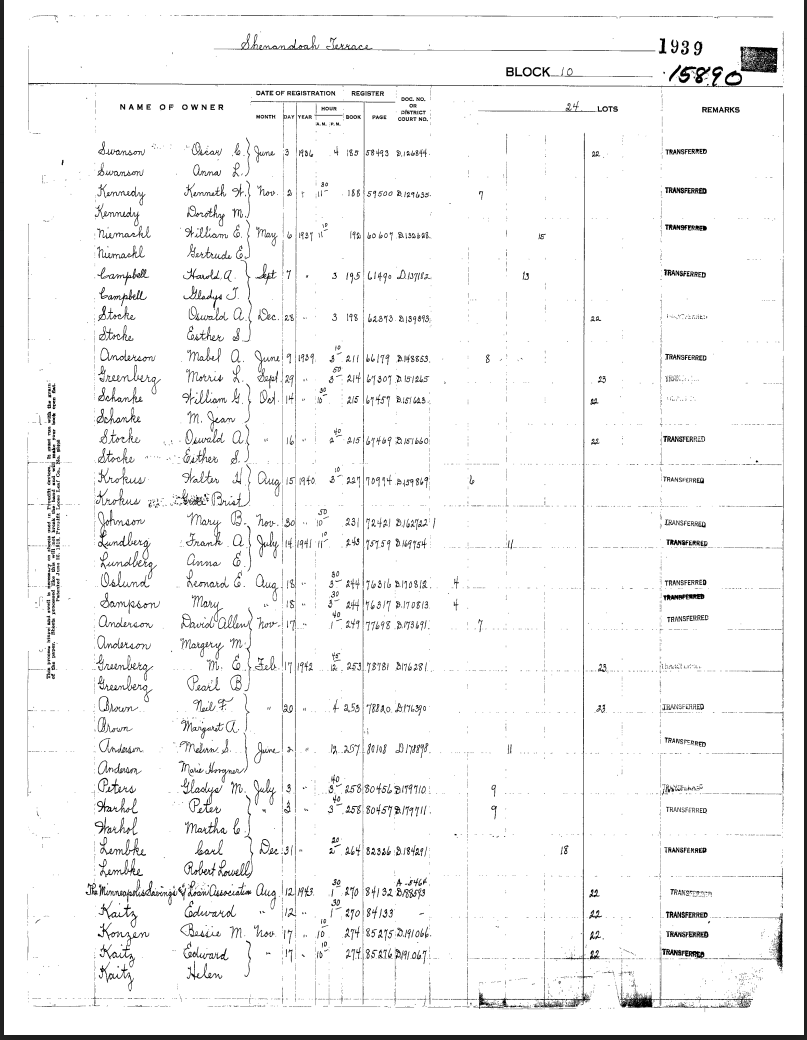 Shenandoah Terrace 1939
BLOCK 10 15890
NAME OF OWNER DATE OF REGISTRATION REGISTER DOC. NO. OR DISTRICT COURT NO. 24 LOTS REMARKS
MONTH DAY YEAR HOUR A.M. P.M. BOOK PAGE
Swanson Oscar C. June 3 1936 4 185 58493 D.126844 22 TRANSFERRED
Swanson Anna L.
Kennedy Kenneth W. Nov. 2 " 11 30 188 59500 D.129635 7 TRANSFERRED
Kennedy Dorothy M.
Niemackl William E. May 6 1937 11 10 192 60607 D.132628 15 TRANSFERRED
Niemackl Gertrude E.
Campbell Harold A. Sept 7 " 3 195 61490 D.137182 13 TRANSFERRED
Campbell Gladys T.
Stocke Oswald A. Dec. 28 " 3 198 62373 D.139393 22
Stocke Esther S.
Anderson Mabel A. June 9 1939 3 10 211 66179 D.148853 8 TRANSFERRED
Greenberg Morris L. Sept. 29 " 3 50 214 67307 D.151265 23
Schanke William G. Oct. 14 " 10 30 215 67457 D.151623 22
Schanke M. Jean
Stocke Oswald A. " 16 " 2 40 215 67469 D.151660 22 TRANSFERRED
Stocke Esther S.
Krokus Walter H. Aug 15 1940 3 10 227 70974 D.159869 6 TRANSFERRED
Krokus Brist
Johnson Mary B. Nov. 30 " 10 50 231 72421 D.162722 1 TRANSFERRED
Lundberg Frank A. July 14 1941 11 10 243 75759 D.169754 11 TRANSFERRED
Lundberg Anna E.
Oslund Leonard E. Aug 18 " 3 30 244 76316 D.170812 4 TRANSFERRED
Sampson Mary " 18 " 3 30 244 76317 D.170813 4 TRANSFERRED
Anderson David Allen Nov. 17 " 1 40 249 77698 D.173691 7 TRANSFERRED
Anderson Margery M.
Greenberg M. E. Feb. 17 1942 12 45 253 78781 D176281 23
Greenberg Pearl B
Brown Neil F. " 20 4 253 78820 D.176390 23 TRANSFERRED
Brown Margaret A.
Anderson Melvin S. June 2 " 12 257 80108 D.178898 11 TRANSFERRED
Anderson Marie Horgner
Peters Gladys M. July 3 " 3 40 258 80456 D.179710 9
Warhol Peter " 3 " 3 40 258 80457 D.179711 9 TRANSFERRED
Warhol Martha C.
Lembke Carl Dec. 31 " 2 20 264 82326 D.184291 18 TRANSFERRED
Lembke Robert Lowell
The Minneapolis Savings & Loan Association Aug 12 1943 1 30 270 84132 D.188593 22 TRANSFERRED
Kaitz Edward " 12 " 1 30 270 84133 - 22 TRANSFERRED
Konzen Bessie M. Nov. 17 " 10 10 274 85275 D.191066 22 TRANSFERRED
Kaitz Edward " 17 " 10 10 274 85276 D.191.067 22 TRANSFERRED
Kaitz Helen